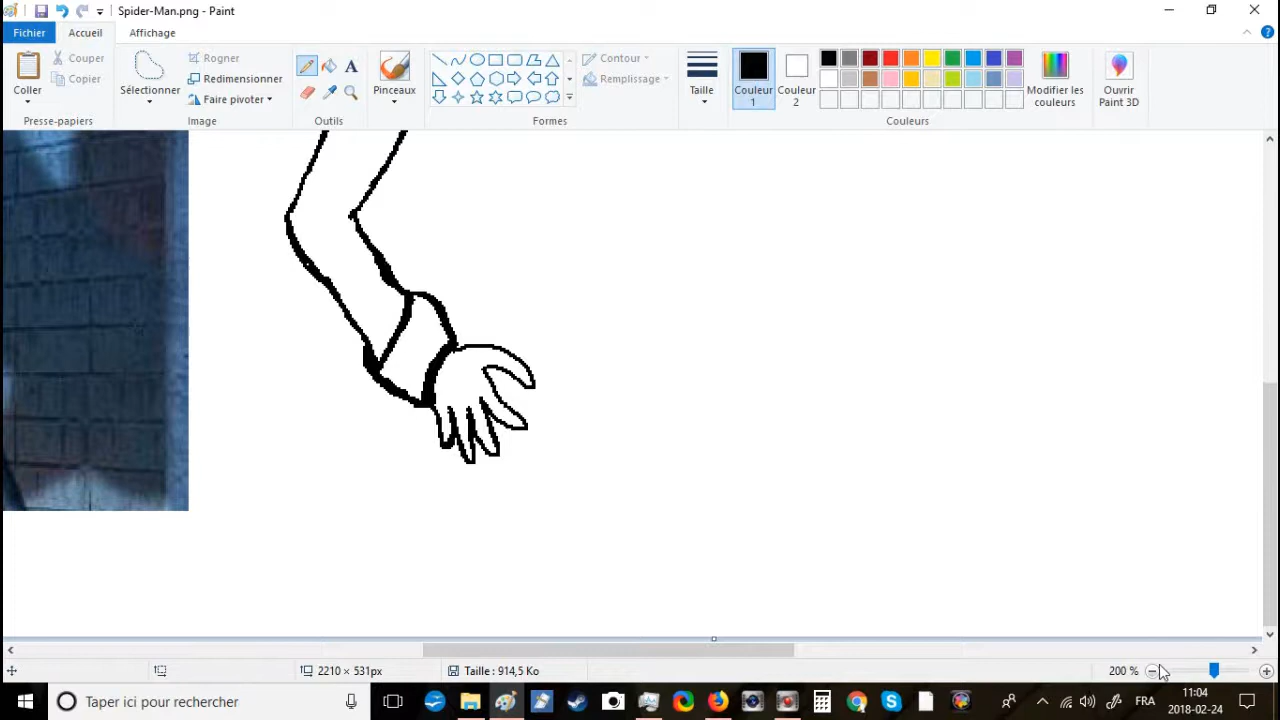 Spider-Man.png - Paint
Fichier
Accueil
Affichage
Coller
Couper
Copier
Presse-papiers
Sélectionner
Rogner
Redimensionner
Faire pivoter
Image
A
Outils
Pinceaux
Contour
Remplissage
Formes
Taille
Couleur
1
Couleur
2
Modifier les
couleurs
Couleurs
Ouvrir
Paint 3D
2210 × 531px
Taille : 914,5 Ko
200 %
Taper ici pour rechercher
FRA
11:04
2018-02-24